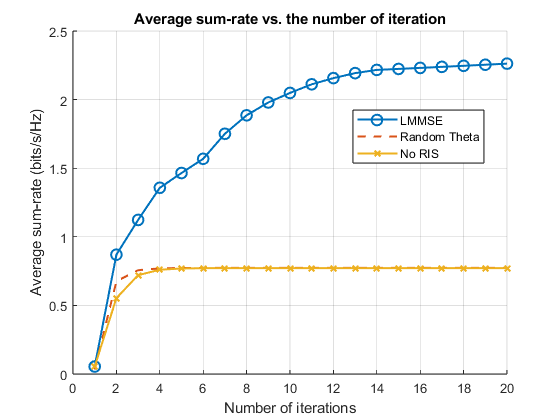 Average sum-rate vs. the number of iteration
Average sum-rate (bits/s/Hz)
2.5
2
1.5
1
0.5
0
LMMSE
Random Theta
No RIS
0 2 4 6 8 10 12 14 16 18 20
Number of iterations